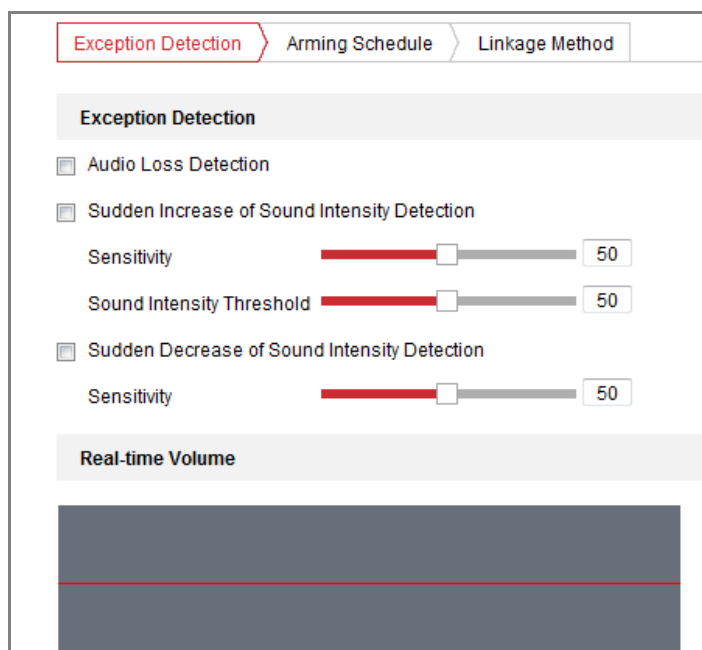 Exception Detection Arming Schedule Linkage Method
Exception Detection
Audio Loss Detection
Sudden Increase of Sound Intensity Detection
Sensitivity 50
Sound Intensity Threshold 50
Sudden Decrease of Sound Intensity Detection
Sensitivity 50
Real-time Volume